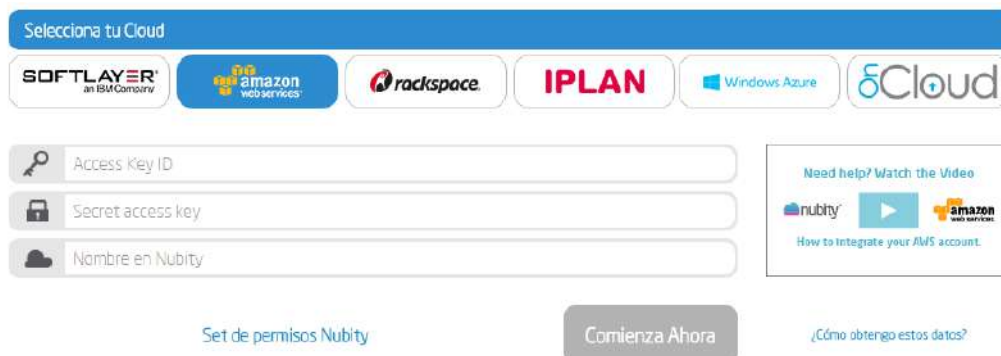 Selecciona tu Cloud
SOFTLAYER®
an IBM Company
amazon
web services™
rackspace.
IPLAN
Windows Azure
Cloud
Access Key ID
Secret access key
Nombre en Nubity
Need help? Watch the Video
nubity
amazon
web services
How to integrate your AWS account.
Set de permisos Nubity
Comienza Ahora
¿Cómo obtengo estos datos?